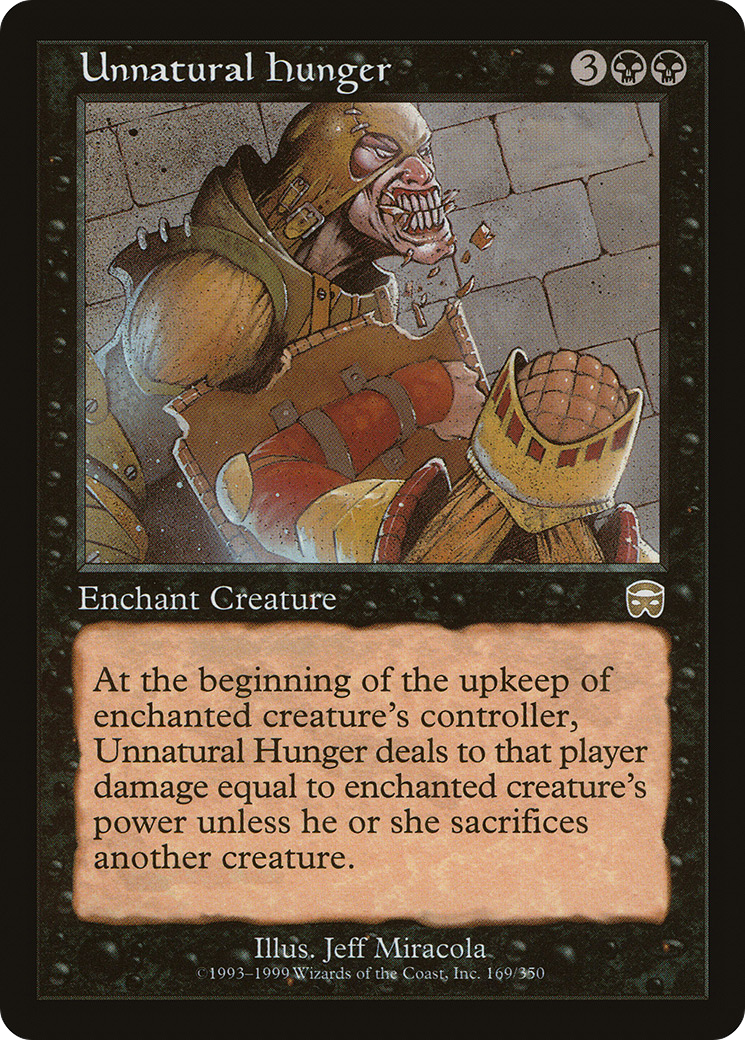 Unnatural Hunger 3
Enchant Creature
At the beginning of the upkeep of
enchanted creature's controller,
Unnatural Hunger deals to that player
damage equal to enchanted creature's
power unless he or she sacrifices
another creature.
Illus. Jeff Miracola
©1993–1999 Wizards of the Coast, Inc. 169/350